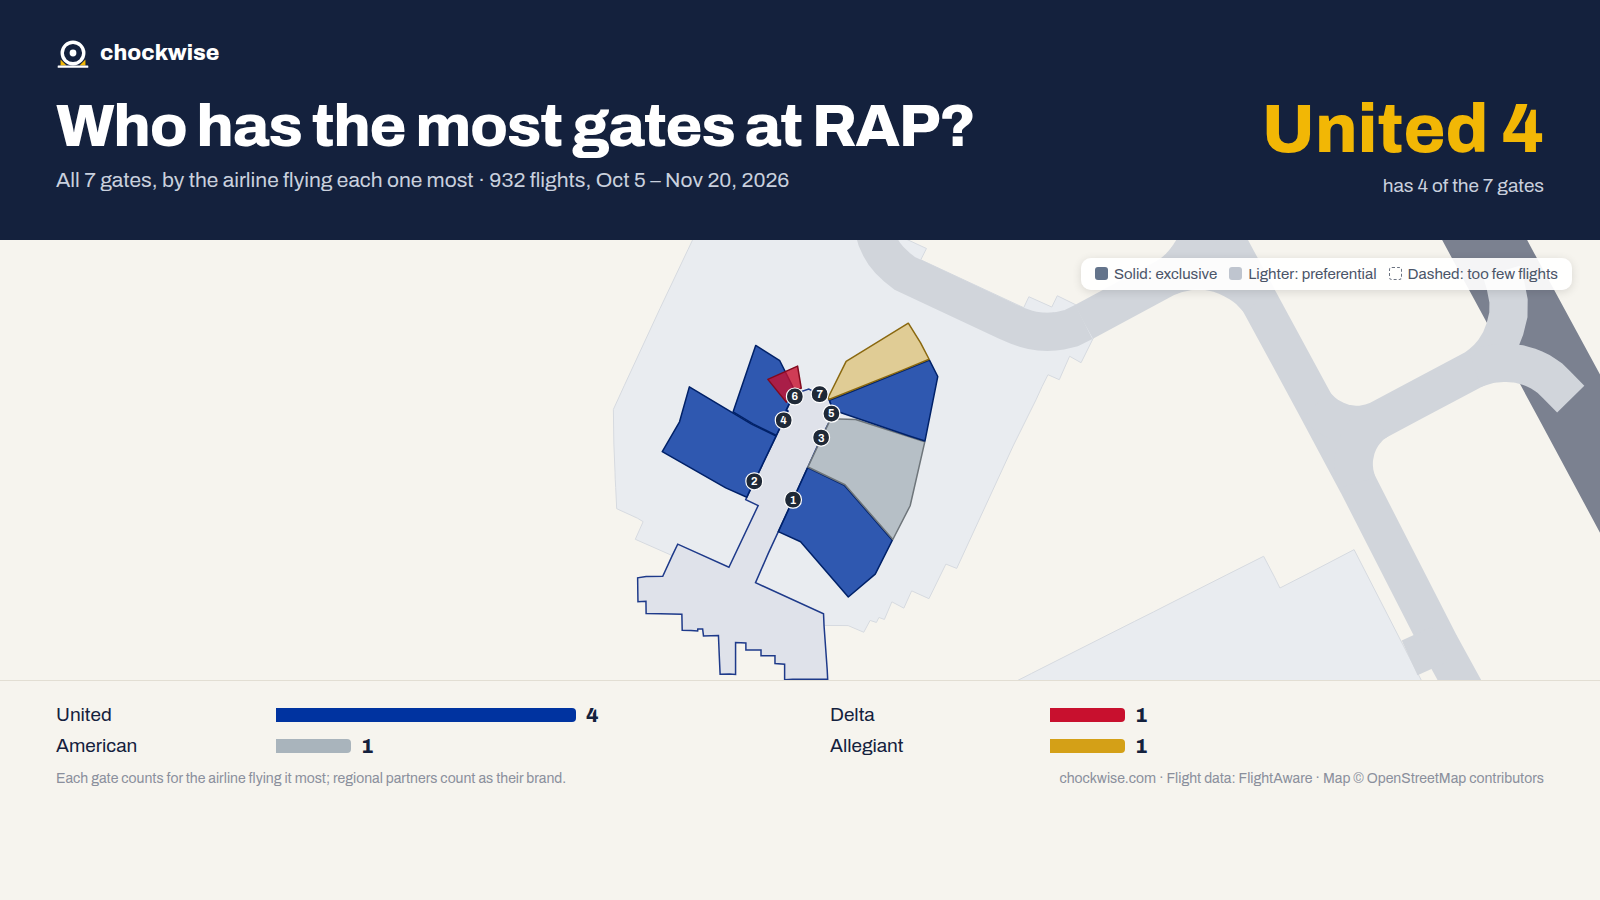 chockwise
Who has the most gates at RAP?
All 7 gates, by the airline flying each one most · 932 flights, Oct 5 – Nov 20, 2026
United 4
has 4 of the 7 gates
Solid: exclusive Lighter: preferential Dashed: too few flights
6 7
4 5
3
2
1
United 4
American 1
Delta 1
Allegiant 1
Each gate counts for the airline flying it most; regional partners count as their brand.
chockwise.com · Flight data: FlightAware · Map © OpenStreetMap contributors